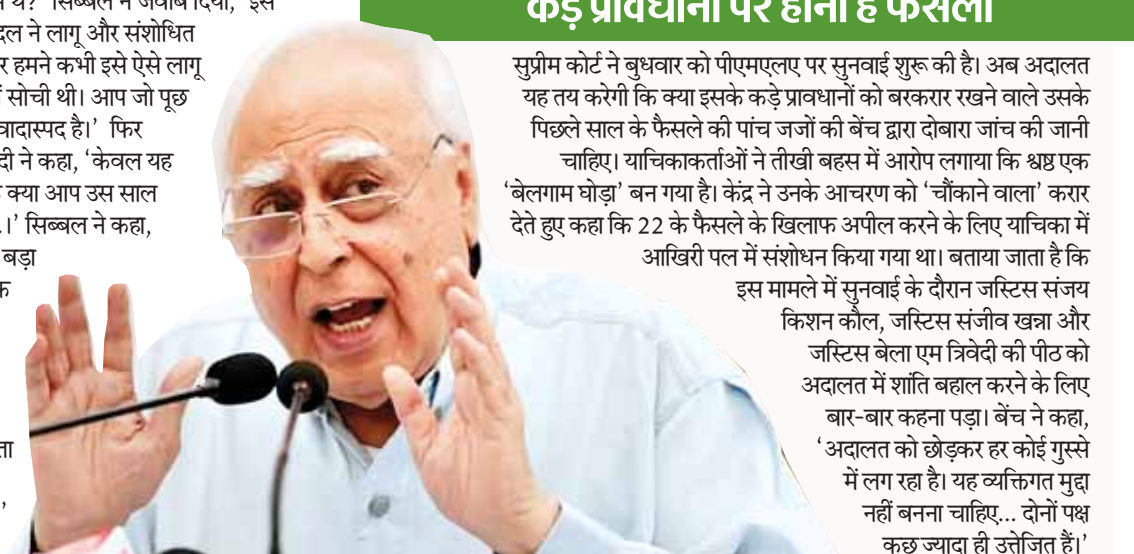 थे?' सिब्बल ने जवाब दिया, 'इस
दल ने लागू और संशोधित
र हमने कभी इसे ऐसे लागू
सोची थी। आप जो पूछ
वादास्पद है।' फिर
दी ने कहा, 'केवल यह
क्या आप उस साल
.।' सिब्बल ने कहा,
बड़ा
क
ता
,
कड़े प्रावधानों पर होना है फैसला
सुप्रीम कोर्ट ने बुधवार को पीएमएलए पर सुनवाई शुरू की है। अब अदालत
यह तय करेगी कि क्या इसके कड़े प्रावधानों को बरकरार रखने वाले उसके
पिछले साल के फैसले की पांच जजों की बेंच द्वारा दोबारा जांच की जानी
चाहिए। याचिकाकर्ताओं ने तीखी बहस में आरोप लगाया कि श्वष्ठ एक
'बेलगाम घोड़ा' बन गया है। केंद्र ने उनके आचरण को 'चौंकाने वाला' करार
देते हुए कहा कि 22 के फैसले के खिलाफ अपील करने के लिए याचिका में
आखिरी पल में संशोधन किया गया था। बताया जाता है कि
इस मामले में सुनवाई के दौरान जस्टिस संजय
किशन कौल, जस्टिस संजीव खन्ना और
जस्टिस बेला एम त्रिवेदी की पीठ को
अदालत में शांति बहाल करने के लिए
बार-बार कहना पड़ा। बेंच ने कहा,
'अदालत को छोड़कर हर कोई गुस्से
में लग रहा है। यह व्यक्तिगत मुद्दा
नहीं बनना चाहिए... दोनों पक्ष
कुछ ज्यादा ही उत्तेजित हैं।'